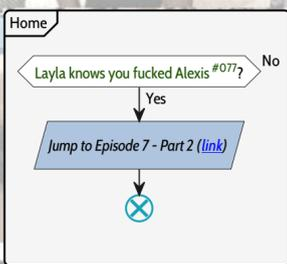 Home
Layla knows you fucked Alexis #077?
No
Yes
Jump to Episode 7 - Part 2 (link)